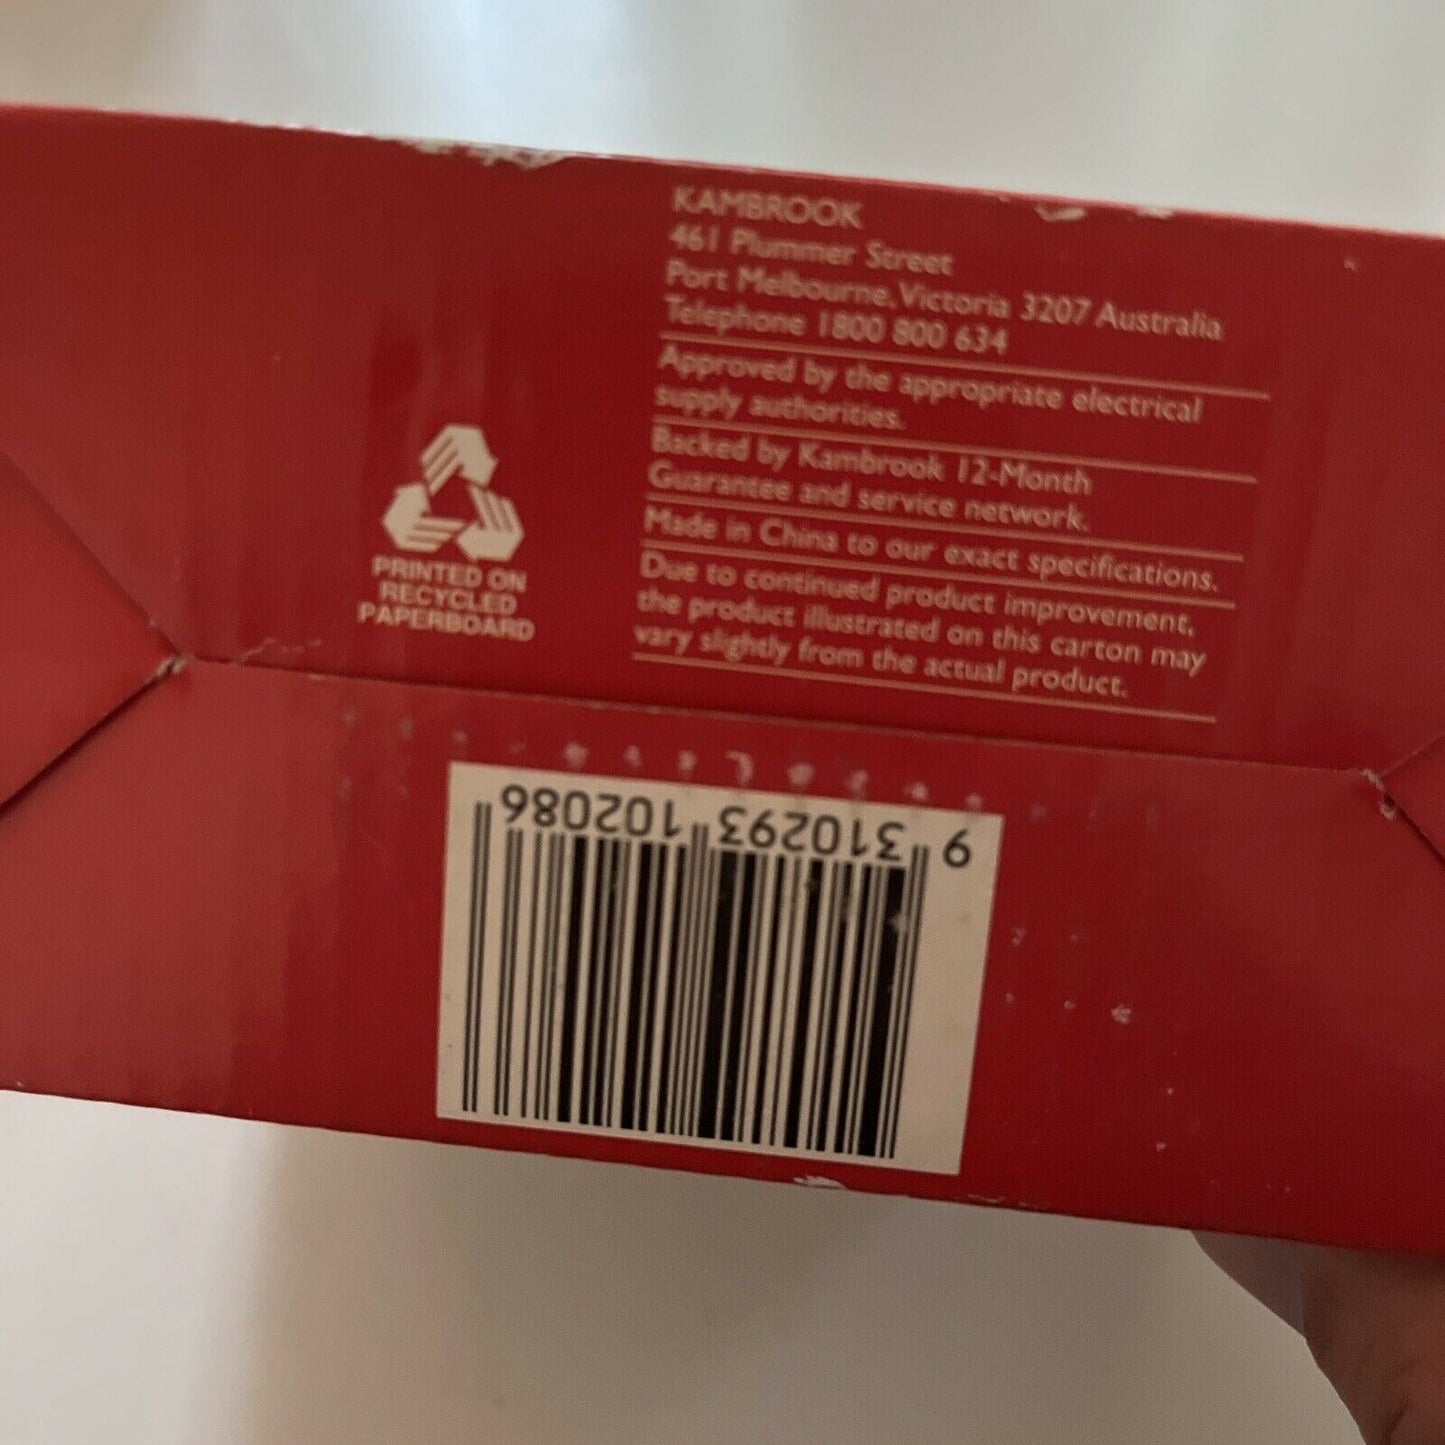 KAMBROOK
461 Plummer Street
Port Melbourne, Victoria 3207 Australia
Telephone 1800 800 634
Approved by the appropriate electrical
supply authorities.
Backed by Kambrook 12-Month
Guarantee and service network.
Made in China to our exact specifications.
Due to continued product improvement,
the product illustrated on this carton may
vary slightly from the actual product.
PRINTED ON
RECYCLED
PAPERBOARD
9 310293 102086